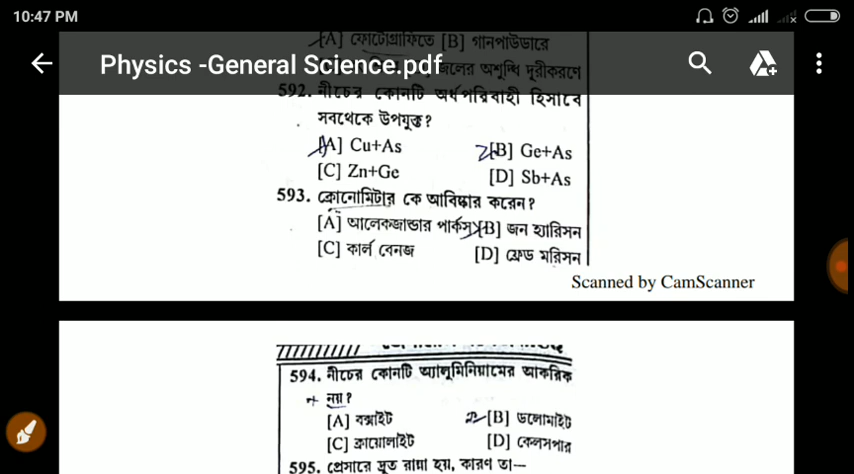 10:47 PM
[A] ফোটোগ্রাফিতে [B] গানপাউডারে
Physics -General Science.pdf
জলের অশুদ্ধি দূরীকরণে
592. নীচের কোনটি অর্ধপরিবাহী হিসাবে
সবথেকে উপযুক্ত?
[A] Cu+As [B] Ge+As
[C] Zn+Ge [D] Sb+As
593. ক্রোনোমিটার কে আবিষ্কার করেন?
[A] আলেকজান্ডার পার্কস [B] জন হ্যারিসন
[C] কার্ল বেনজ [D] ফ্রেড মরিসন
Scanned by CamScanner
594. নীচের কোনটি অ্যালুমিনিয়ামের আকরিক
নয়?
[A] বক্সাইট [B] ডলোমাইট
[C] ক্রায়োলাইট [D] ফেলসপার
595. প্রেসারে দ্রুত রান্না হয়, কারণ তা—